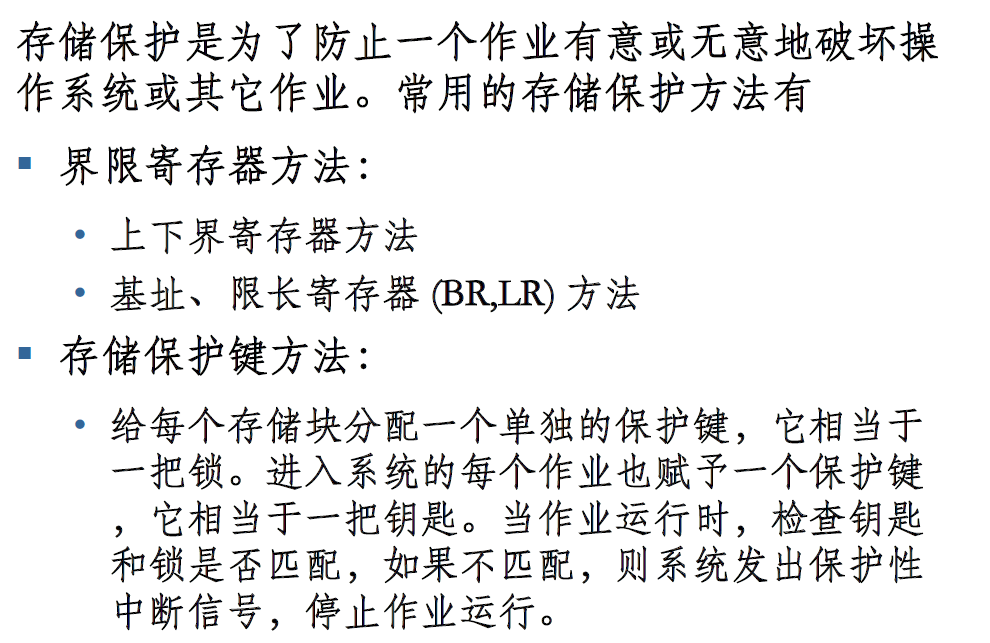 存储保护是为了防止一个作业有意或无意地破坏操
作系统或其它作业。常用的存储保护方法有
▪ 界限寄存器方法：
• 上下界寄存器方法
• 基址、限长寄存器 (BR,LR) 方法
▪ 存储保护键方法：
• 给每个存储块分配一个单独的保护键，它相当于
一把锁。进入系统的每个作业也赋予一个保护键
，它相当于一把钥匙。当作业运行时，检查钥匙
和锁是否匹配，如果不匹配，则系统发出保护性
中断信号，停止作业运行。